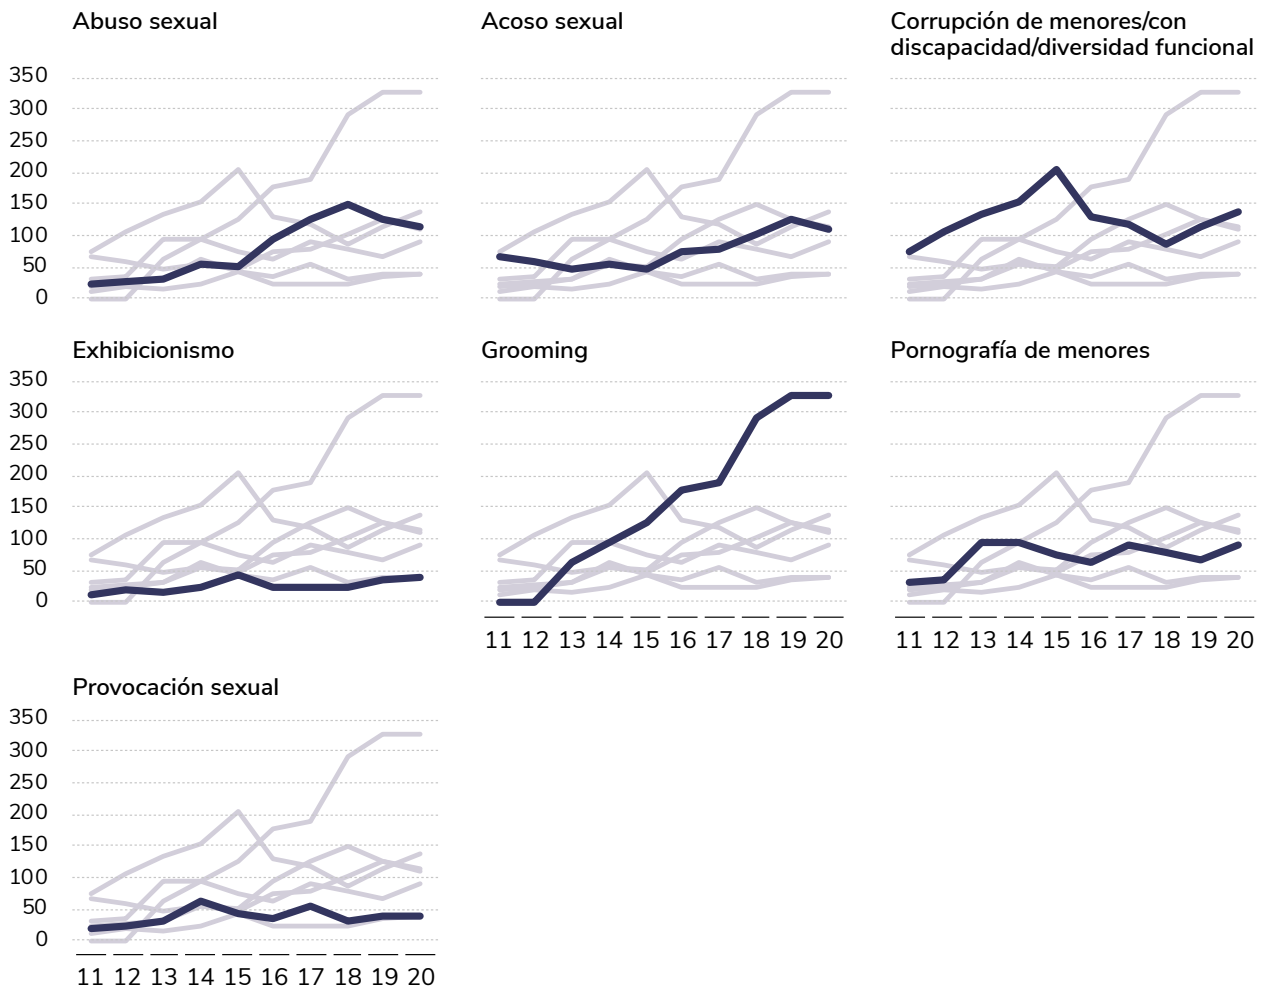 Abuso sexual
Acoso sexual
Corrupción de menores/con
discapacidad/diversidad funcional
350
300
250
200
150
100
50
0
Exhibicionismo
Grooming
Pornografía de menores
350
300
250
200
150
100
50
0
11 12 13 14 15 16 17 18 19 20
11 12 13 14 15 16 17 18 19 20
Provocación sexual
350
300
250
200
150
100
50
0
11 12 13 14 15 16 17 18 19 20